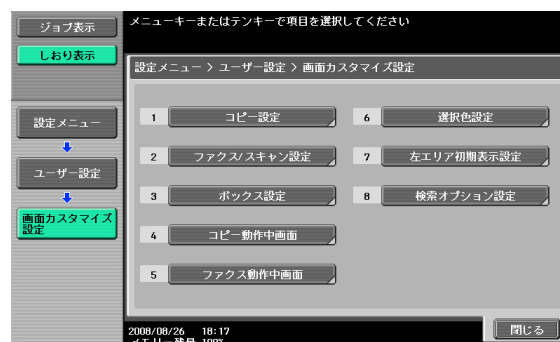 ジョブ表示
メニューキーまたはテンキーで項目を選択してください
しおり表示
設定メニュー > ユーザー設定 > 画面カスタマイズ設定
設定メニュー
ユーザー設定
画面カスタマイズ
設定
1 コピー設定
2 ファクス/スキャン設定
3 ボックス設定
4 コピー動作中画面
5 ファクス動作中画面
6 選択色設定
7 左エリア初期表示設定
8 検索オプション設定
2008/08/26 18:17
メモリー残量 100%
閉じる